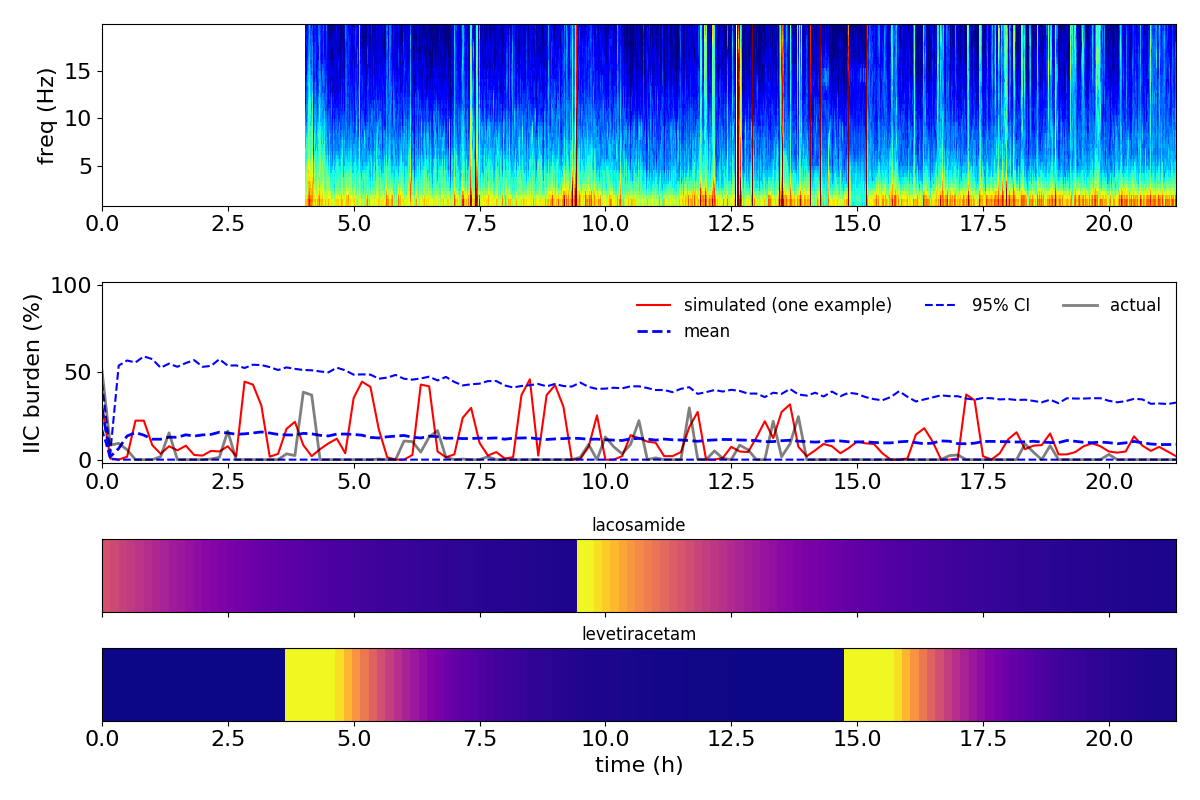 freq (Hz)
15
10
5
0.0 2.5 5.0 7.5 10.0 12.5 15.0 17.5 20.0
IIC burden (%)
100
50
0
simulated (one example) 95% CI actual
mean
0.0 2.5 5.0 7.5 10.0 12.5 15.0 17.5 20.0
lacosamide
levetiracetam
0.0 2.5 5.0 7.5 10.0 12.5 15.0 17.5 20.0
time (h)